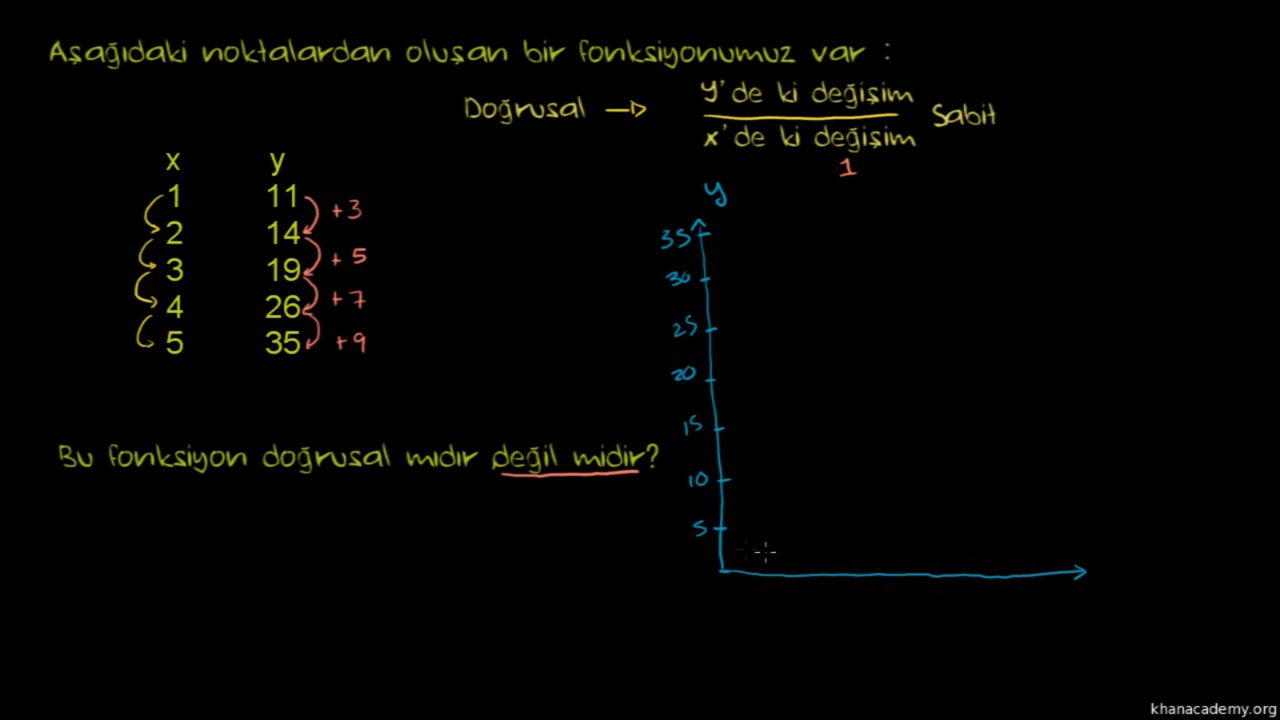 Aşağıdaki noktalardan oluşan bir fonksiyonumuz var :
Doğrusal → y'de ki değişim
x'de ki değişim Sabit
1
x y
1 11
+3
2 14
+5
3 19
+7
4 26
+9
5 35
Bu fonksiyon doğrusal mıdır değil midir?
y
35
30
25
20
15
10
5
khanacademy.org